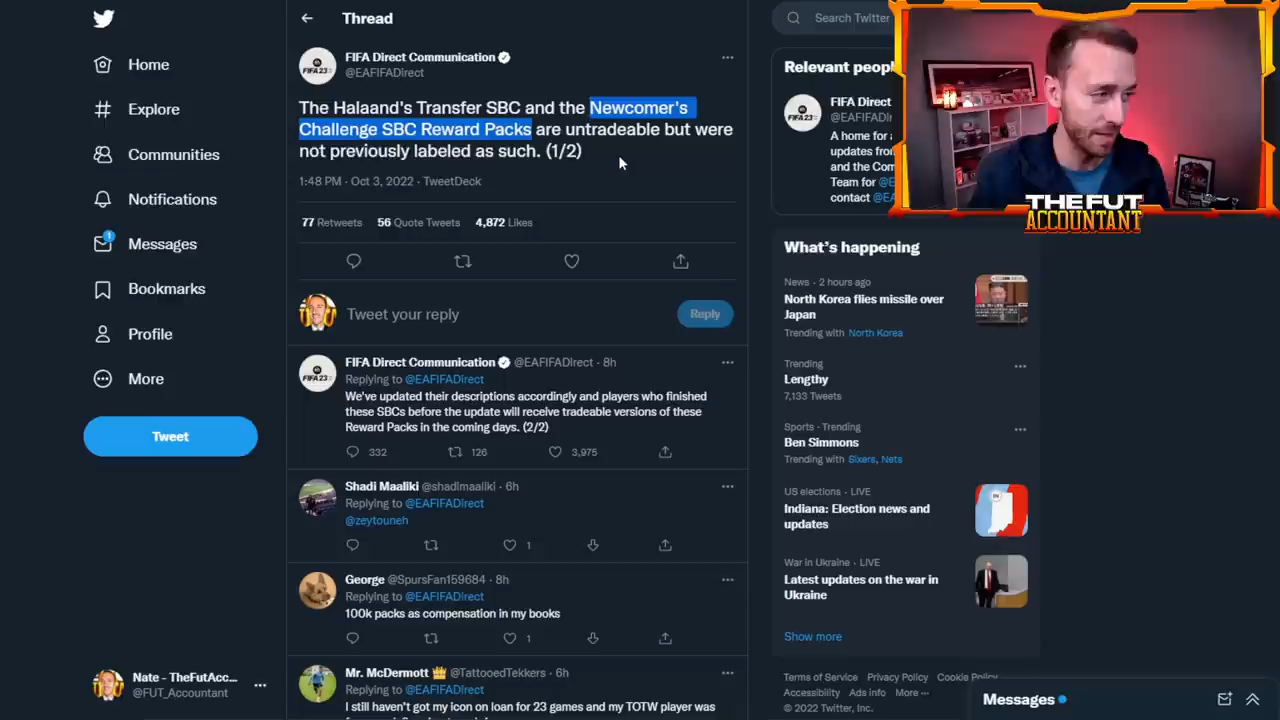 Home
Explore
Communities
Notifications
1
Messages
Bookmarks
Profile
More
Tweet
Nate - TheFutAcc...
@FUT_Accountant
Thread
FIFA Direct Communication
@EAFIFADirect
The Halaand's Transfer SBC and the Newcomer's
Challenge SBC Reward Packs are untradeable but were
not previously labeled as such. (1/2)
1:48 PM · Oct 3, 2022 · TweetDeck
77 Retweets 56 Quote Tweets 4,872 Likes
Tweet your reply
Reply
FIFA Direct Communication @EAFIFADirect · 8h
Replying to @EAFIFADirect
We've updated their descriptions accordingly and players who finished
these SBCs before the update will receive tradeable versions of these
Reward Packs in the coming days. (2/2)
332 126 3,975
Shadi Maaliki @shadimaaliki · 6h
Replying to @EAFIFADirect
@zeytouneh
1
George @SpursFan159684 · 8h
Replying to @EAFIFADirect
100k packs as compensation in my books
1
Mr. McDermott @TattooedTekkers · 6h
Replying to @EAFIFADirect
I still haven't got my icon on loan for 23 games and my TOTW player was
Search Twitter
Relevant peopl
FIFA Direct
@EAFIFADir
A home for
updates from
and the Com
Team for @E
contact @EA
THE FUT
ACCOUNTANT
What's happening
News · 2 hours ago
North Korea flies missile over
Japan
Trending with North Korea
Trending
Lengthy
7,133 Tweets
Sports · Trending
Ben Simmons
Trending with Sixers, Nets
US elections · LIVE
Indiana: Election news and
updates
War in Ukraine · LIVE
Latest updates on the war in
Ukraine
Show more
Terms of Service Privacy Policy Cookie Policy
Accessibility Ads info More ···
© 2022 Twitter, Inc.
Messages